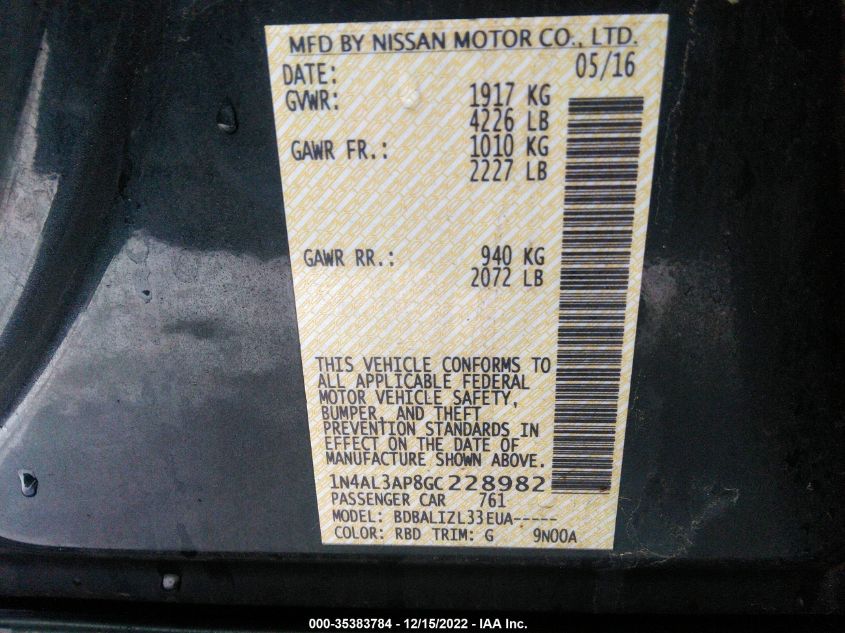 MFD BY NISSAN MOTOR CO., LTD.
DATE: 05/16
GVWR: 1917 KG
4226 LB
GAWR FR.: 1010 KG
2227 LB
GAWR RR.: 940 KG
2072 LB
THIS VEHICLE CONFORMS TO
ALL APPLICABLE FEDERAL
MOTOR VEHICLE SAFETY,
BUMPER, AND THEFT
PREVENTION STANDARDS IN
EFFECT ON THE DATE OF
MANUFACTURE SHOWN ABOVE.
1N4AL3AP8GC228982
PASSENGER CAR 761
MODEL: BDBALIZL33EUA-----
COLOR: RBD TRIM: G 9N00A
000-35383784 - 12/15/2022 - IAA Inc.